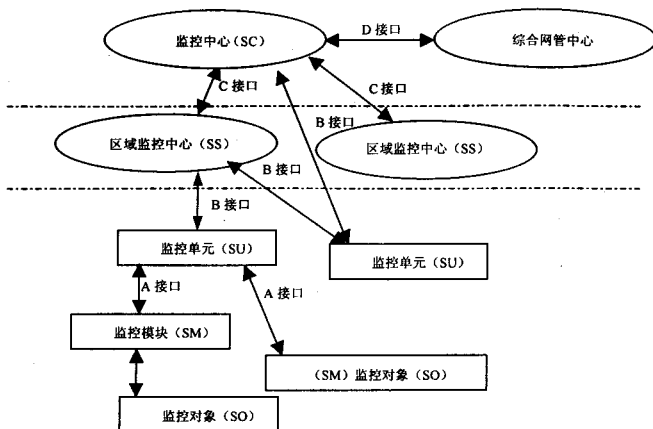 监控中心(SC)
D 接口
综合网管中心
C 接口
C 接口
B 接口
区域监控中心(SS)
区域监控中心(SS)
B 接口
B 接口
监控单元(SU)
监控单元(SU)
A 接口
A 接口
监控模块(SM)
(SM)监控对象(SO)
监控对象(SO)